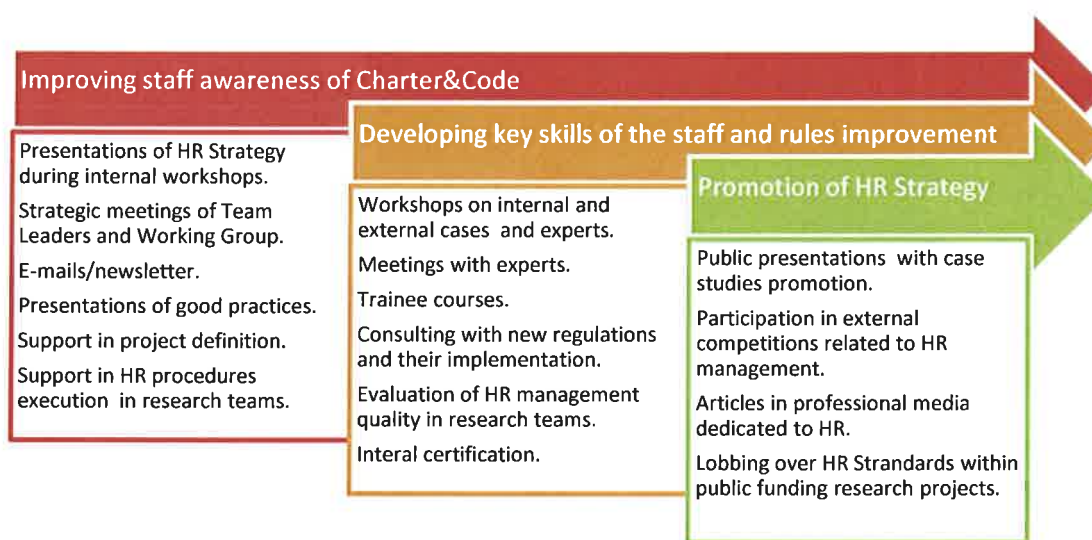 Improving staff awareness of Charter&Code
Presentations of HR Strategy
during internal workshops.
Strategic meetings of Team
Leaders and Working Group.
E-mails/newsletter.
Presentations of good practices.
Support in project definition.
Support in HR procedures
execution in research teams.
Developing key skills of the staff and rules improvement
Workshops on internal and
external cases and experts.
Meetings with experts.
Trainee courses.
Consulting with new regulations
and their implementation.
Evaluation of HR management
quality in research teams.
Interal certification.
Promotion of HR Strategy
Public presentations with case
studies promotion.
Participation in external
competitions related to HR
management.
Articles in professional media
dedicated to HR.
Lobbing over HR Strandards within
public funding research projects.